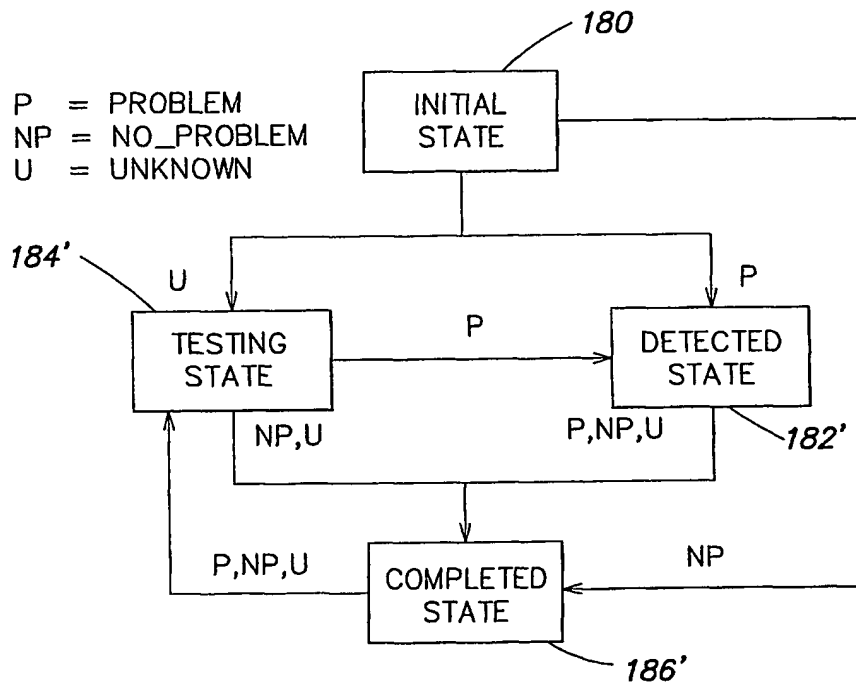 180
P = PROBLEM
NP = NO_PROBLEM
U = UNKNOWN
INITIAL
STATE
184'
U
P
TESTING
STATE
P
DETECTED
STATE
NP,U
P,NP,U
182'
P,NP,U
COMPLETED
STATE
NP
186'